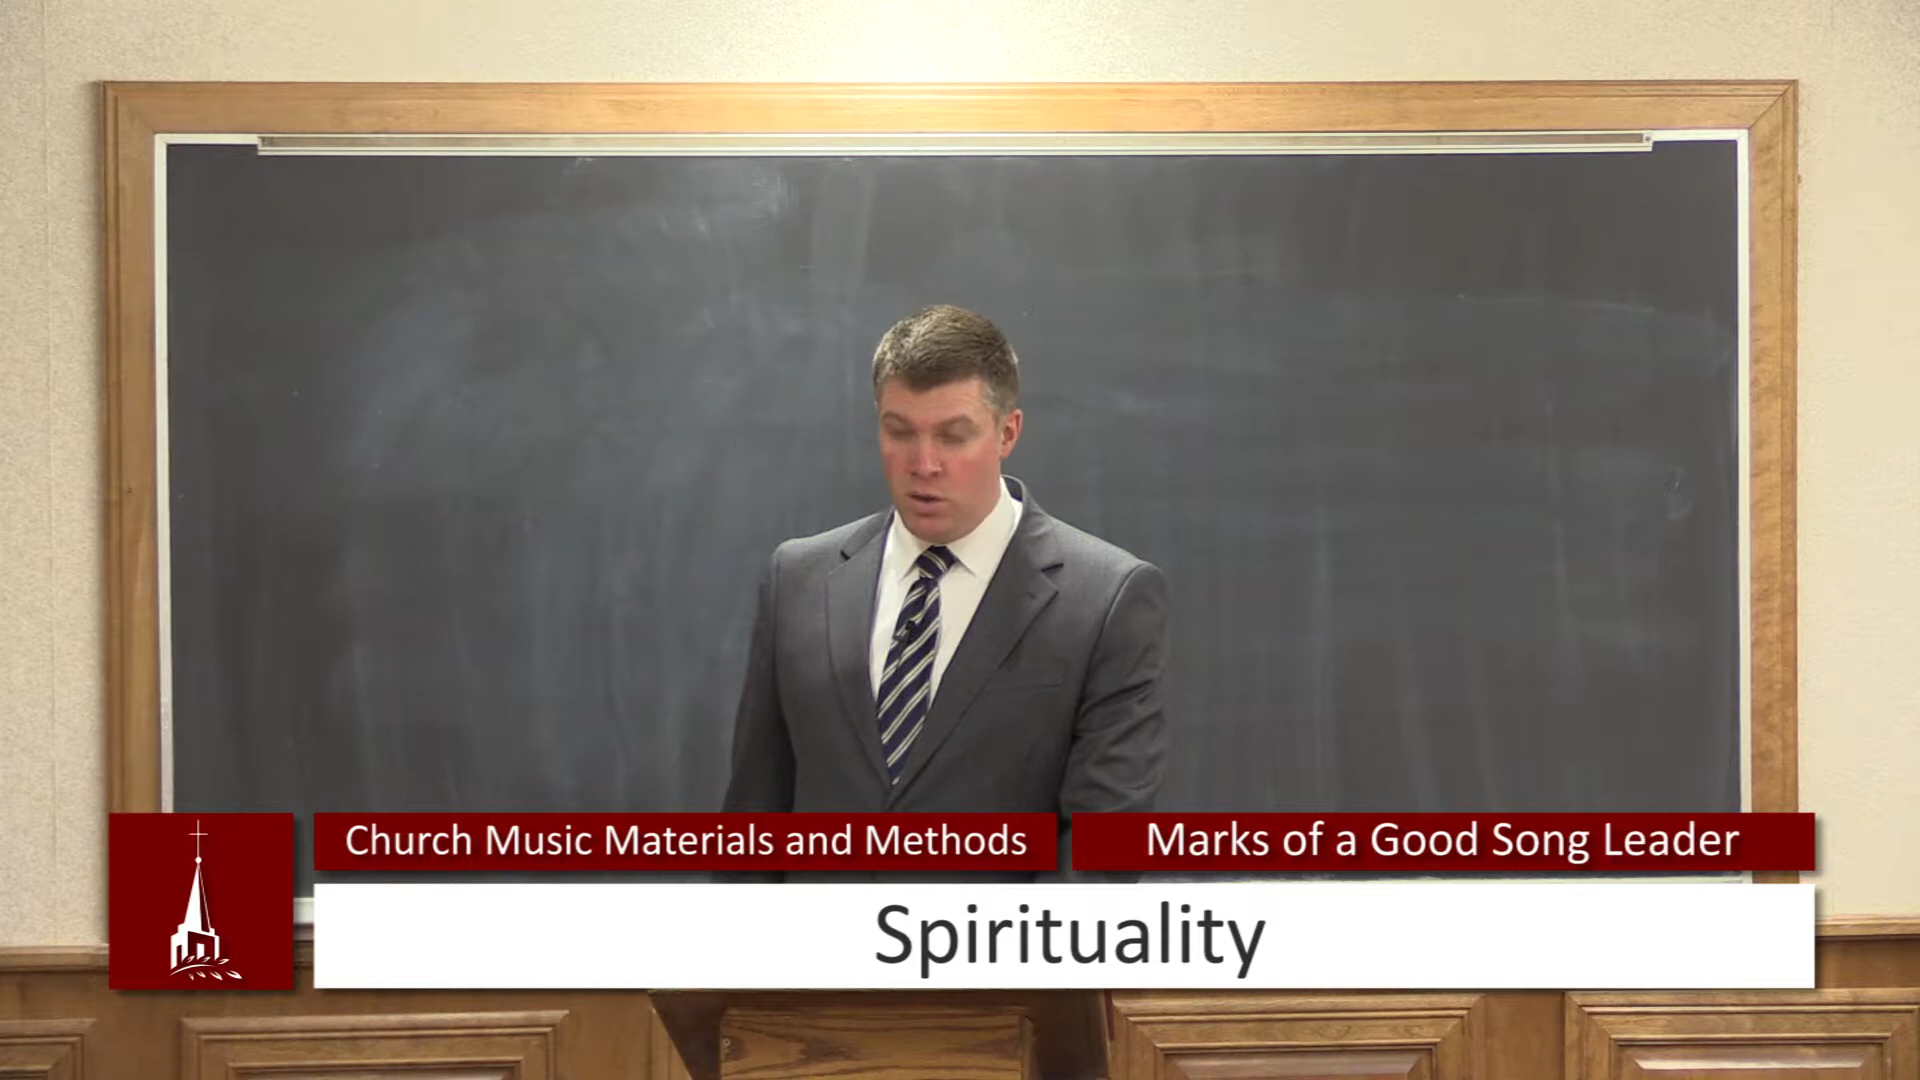 Church Music Materials and Methods
Marks of a Good Song Leader
Spirituality